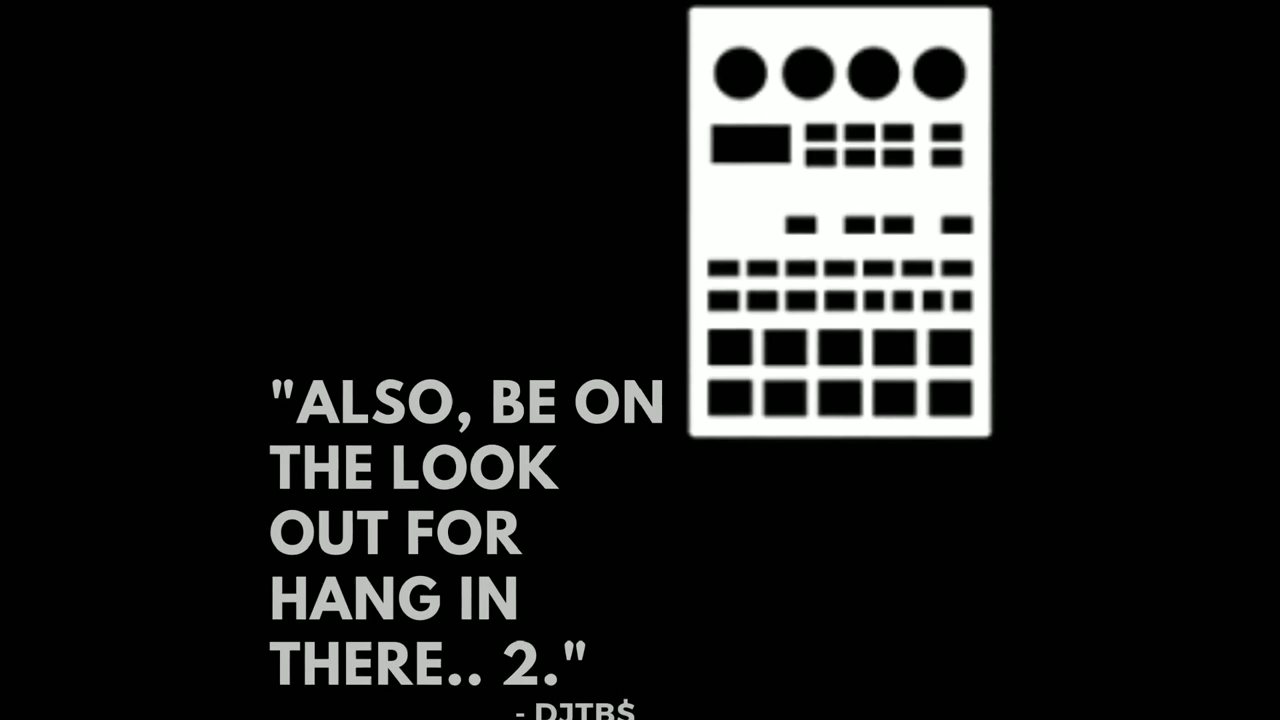 "ALSO, BE ON
THE LOOK
OUT FOR
HANG IN
THERE.. 2."
- DJTB$